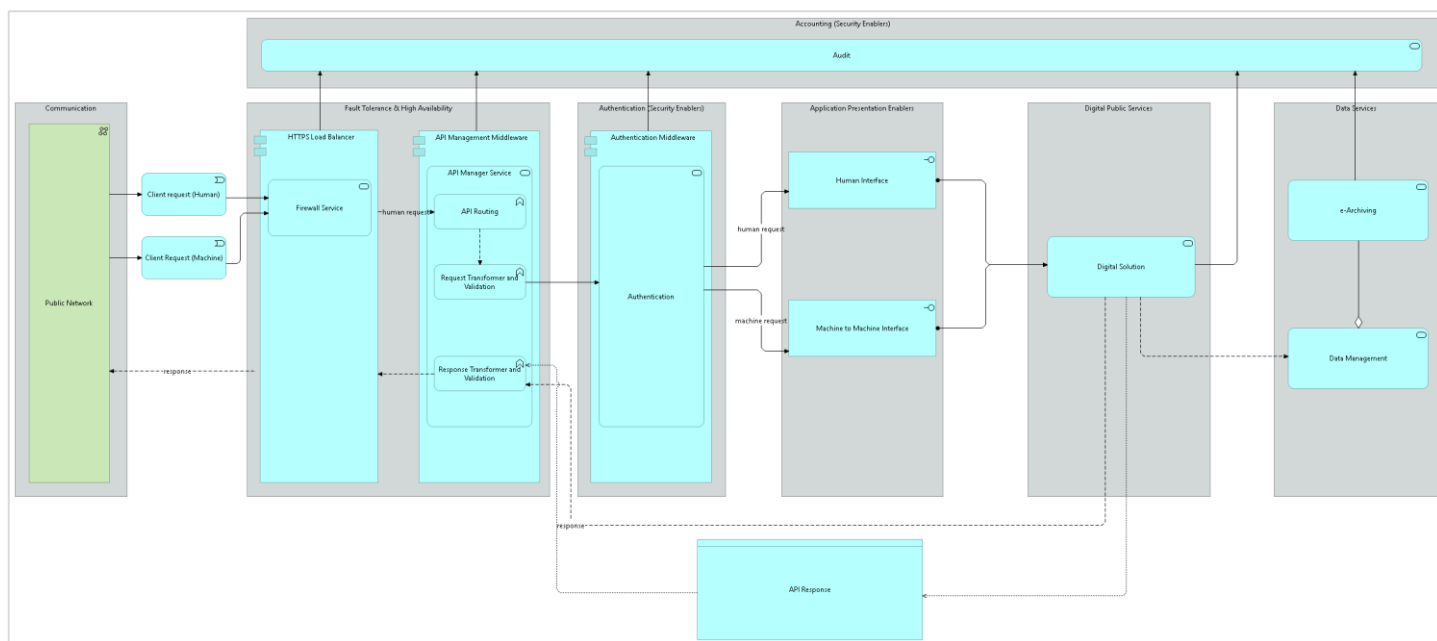 Accounting (Security Enablers)
Audit
Communication
Fault Tolerance & High Availability
Authentication (Security Enablers)
Application Presentation Enablers
Digital Public Services
Data Services
HTTPS Load Balancer
API Management Middleware
Authentication Middleware
API Manager Service
Human Interface
Client request (Human)
Firewall Service
human request
API Routing
e-Archiving
human request
Client Request (Machine)
Digital Solution
Request Transformer and
Validation
Public Network
Authentication
machine request
Machine to Machine Interface
Data Management
response
Response Transformer and
Validation
response
API Response